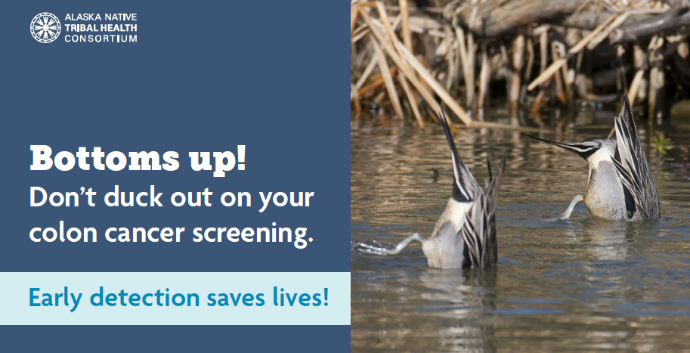 ALASKA NATIVE
TRIBAL HEALTH
CONSORTIUM
Bottoms up!
Don't duck out on your
colon cancer screening.
Early detection saves lives!